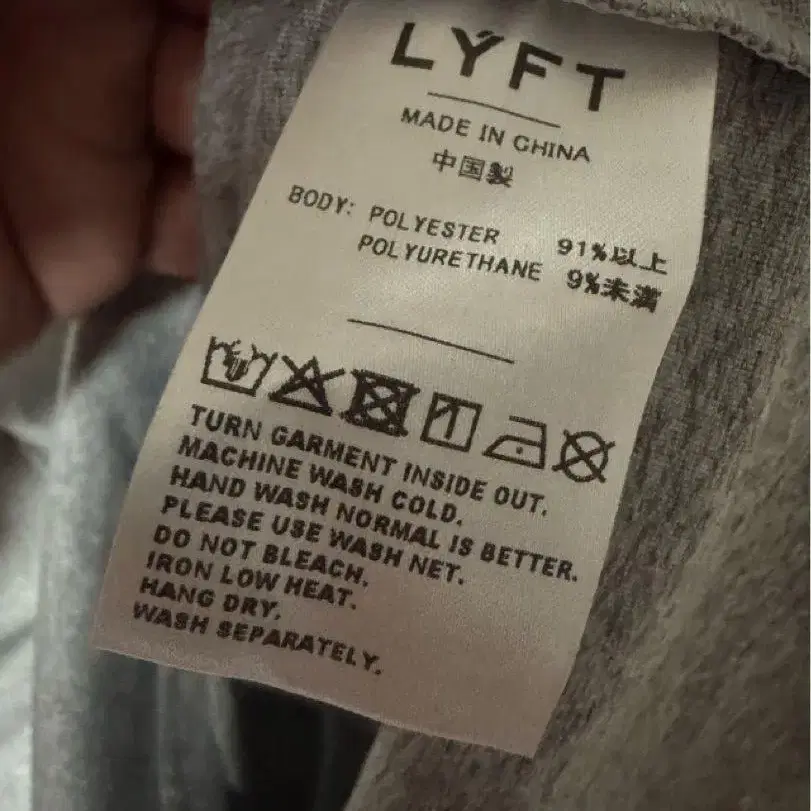 LYFT
MADE IN CHINA
中国製
BODY: POLYESTER 91%以上
POLYURETHANE 9%未満
TURN GARMENT INSIDE OUT.
MACHINE WASH COLD.
HAND WASH NORMAL IS BETTER.
PLEASE USE WASH NET.
DO NOT BLEACH.
IRON LOW HEAT.
HANG DRY.
WASH SEPARATELY.